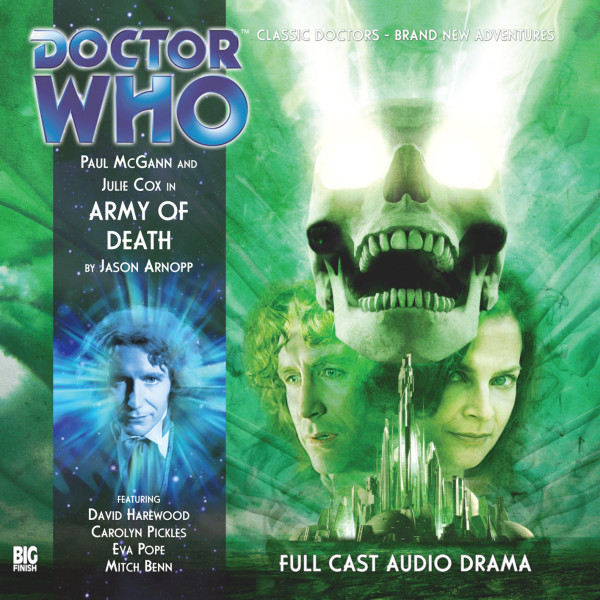 DOCTOR
WHO™
CLASSIC DOCTORS - BRAND NEW ADVENTURES
PAUL MCGANN AND
JULIE COX IN
ARMY OF
DEATH
BY JASON ARNOPP
FEATURING
DAVID HAREWOOD
CAROLYN PICKLES
EVA POPE
MITCH BENN
BIG
FINISH
FULL CAST AUDIO DRAMA